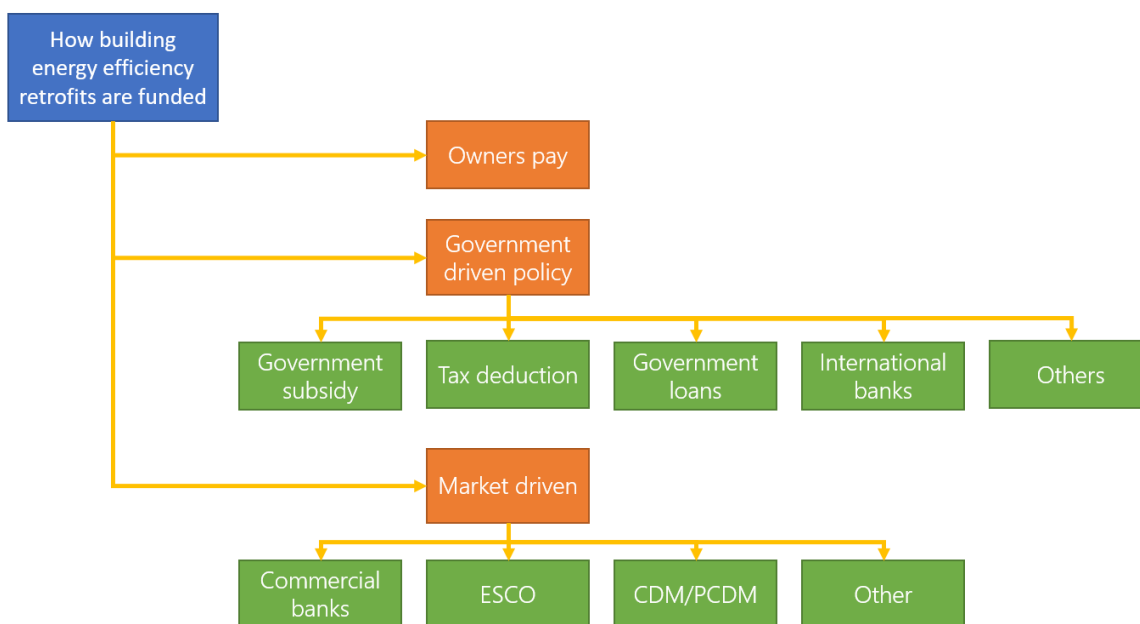 How building
energy efficiency
retrofits are funded
Owners pay
Government
driven policy
Government
subsidy
Tax deduction
Government
loans
International
banks
Others
Market driven
Commercial
banks
ESCO
CDM/PCDM
Other